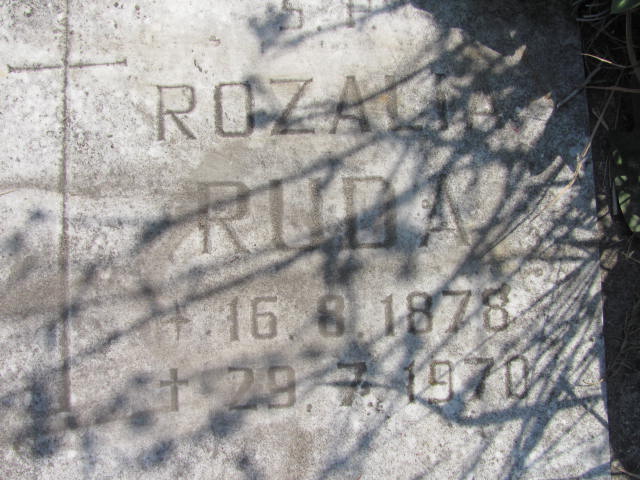 S. P.
ROZALIA
RUDA
+ 16. 8. 1878
† 29. 7. 1970